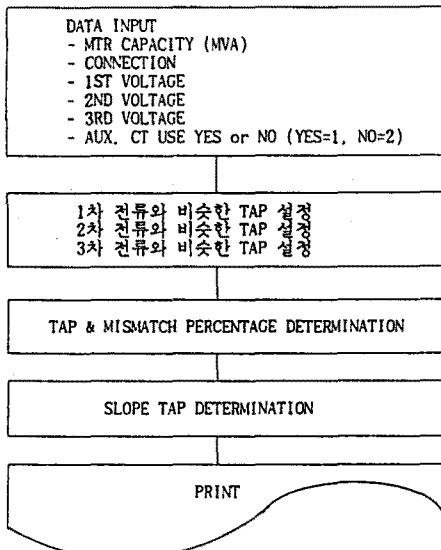 DATA INPUT
- MTR CAPACITY (MVA)
- CONNECTION
- 1ST VOLTAGE
- 2ND VOLTAGE
- 3RD VOLTAGE
- AUX. CT USE YES or NO (YES=1, NO=2)
1차 전류와 비슷한 TAP 설정
2차 전류와 비슷한 TAP 설정
3차 전류와 비슷한 TAP 설정
TAP & MISMATCH PERCENTAGE DETERMINATION
SLOPE TAP DETERMINATION
PRINT